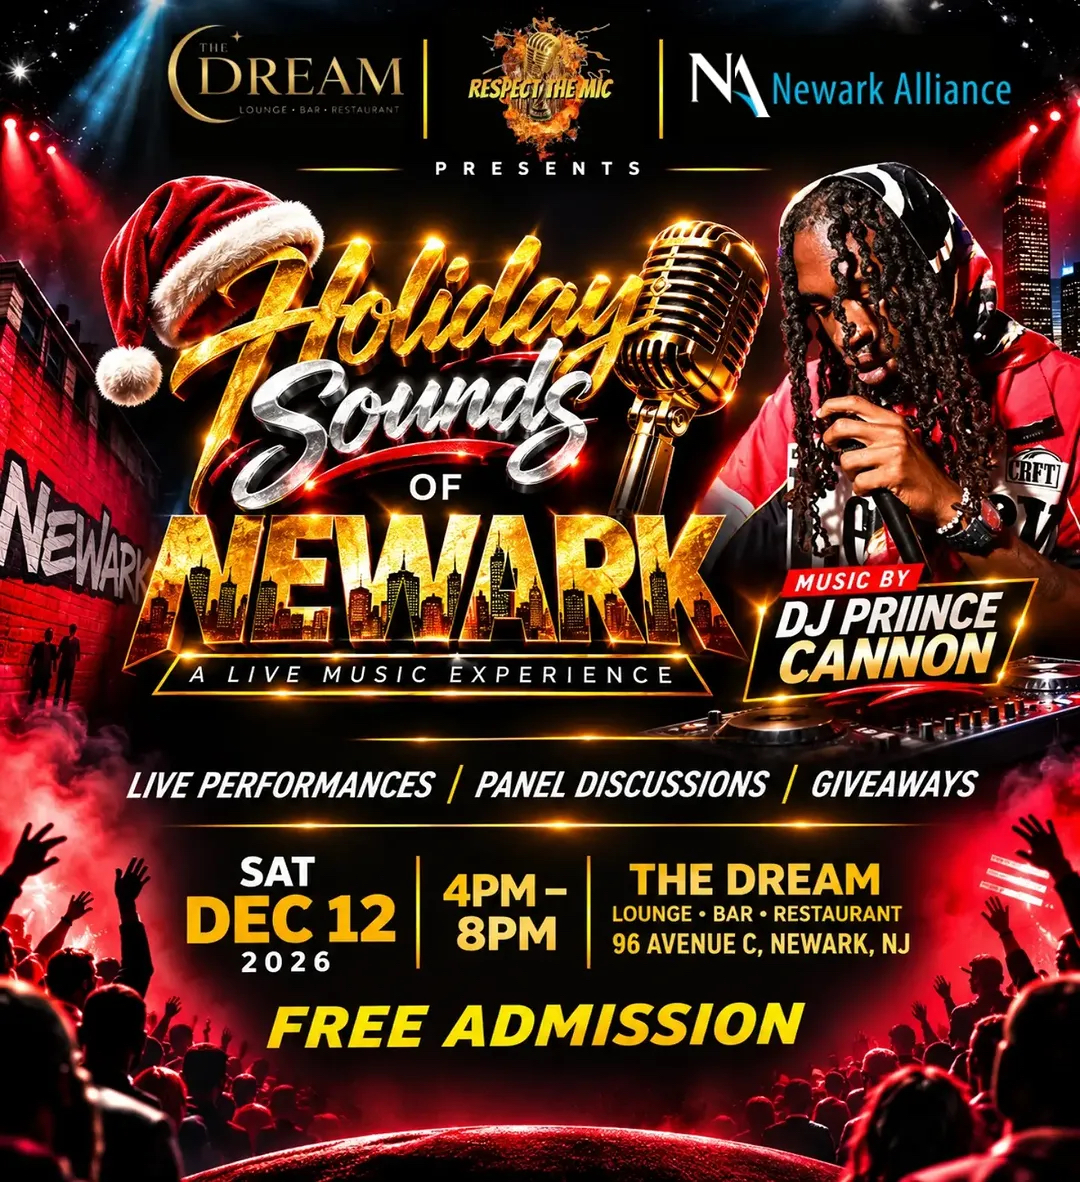 THE
DREAM
LOUNGE • BAR • RESTAURANT
RESPECT THE MIC
NA Newark Alliance
PRESENTS
Holiday
Sounds
OF
NEWARK
A LIVE MUSIC EXPERIENCE
NEWARK
CRFT
MUSIC BY
DJ PRIINCE
CANNON
LIVE PERFORMANCES / PANEL DISCUSSIONS / GIVEAWAYS
SAT
DEC 12
2026
4PM –
8PM
THE DREAM
LOUNGE • BAR • RESTAURANT
96 AVENUE C, NEWARK, NJ
FREE ADMISSION